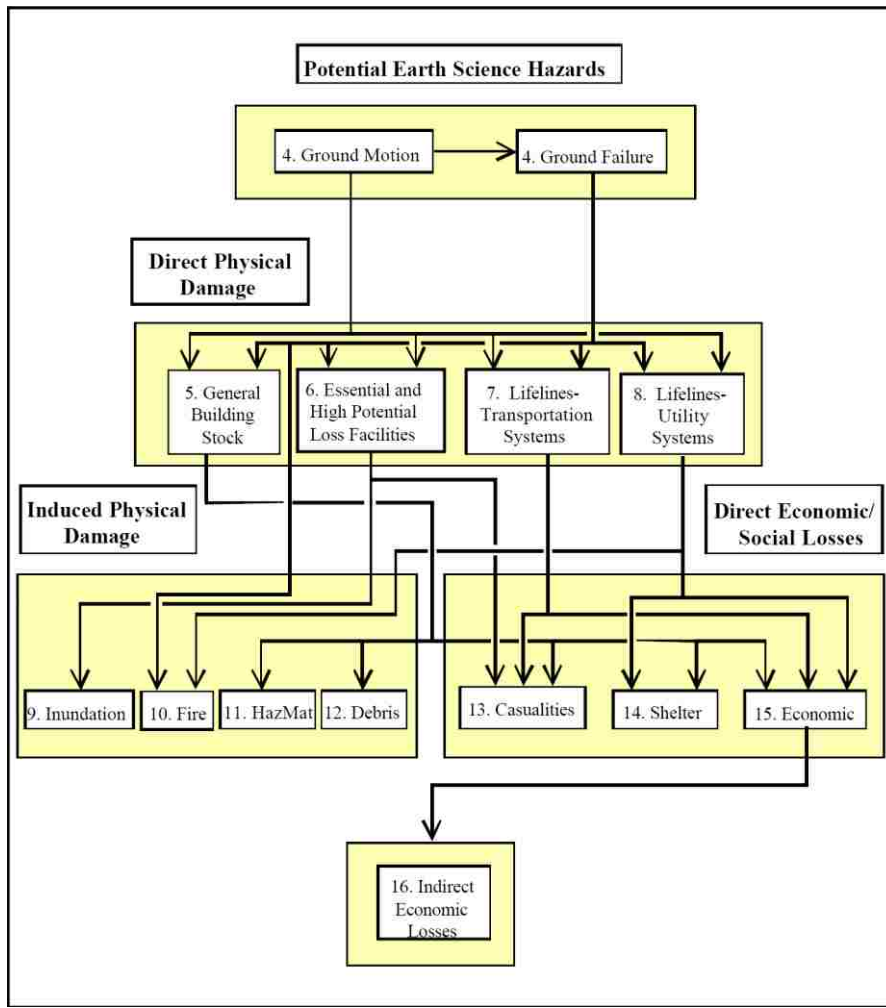 Potential Earth Science Hazards
4. Ground Motion
4. Ground Failure
Direct Physical
Damage
5. General
Building
Stock
6. Essential and
High Potential
Loss Facilities
7. Lifelines-
Transportation
Systems
8. Lifelines-
Utility
Systems
Induced Physical
Damage
Direct Economic/
Social Losses
9. Inundation
10. Fire
11. HazMat
12. Debris
13. Casualities
14. Shelter
15. Economic
16. Indirect
Economic
Losses